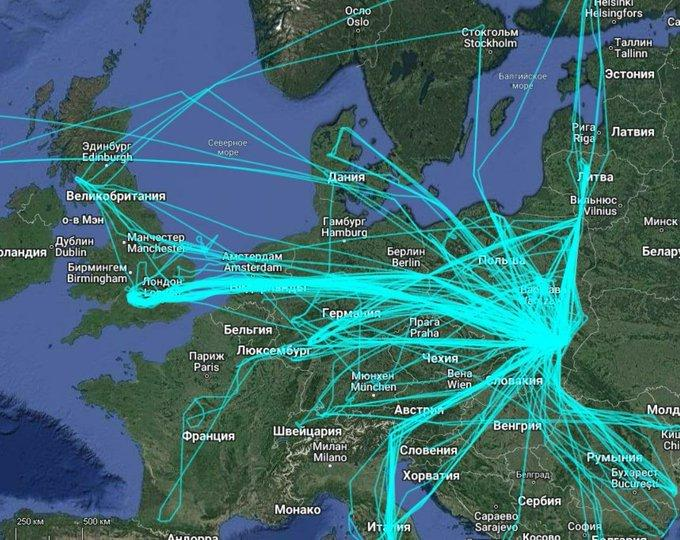 Осло
Oslo
Helsinki
Helsingfors
Стокгольм
Stockholm
Таллин
Tallinn
Балтийское
море
Эстония
Рига
Riga
Латвия
Эдинбург
Edinburgh
Северное
море
Дания
Литва
Великобритания
Вильнюс
Vilnius
о-в Мэн
Минск
Гамбург
Hamburg
Дублин
Dublin
Манчестер
Manchester
Берлин
Berlin
Амстердам
Amsterdam
Польша
Бирмингем
Birmingham
Лондон
Германия
Бельгия
Прага
Praha
Люксембург
Париж
Paris
Чехия
Мюнхен
München
Вена
Wien
Словакия
Австрия
Франция
Швейцария
Венгрия
Милан
Milano
Словения
Румыния
Хорватия
Белград
Бухарест
București
Монако
Сербия
250 км
500 км
Италия
Сараево
Sarajevo
София
Андорра
Косово
Болгария